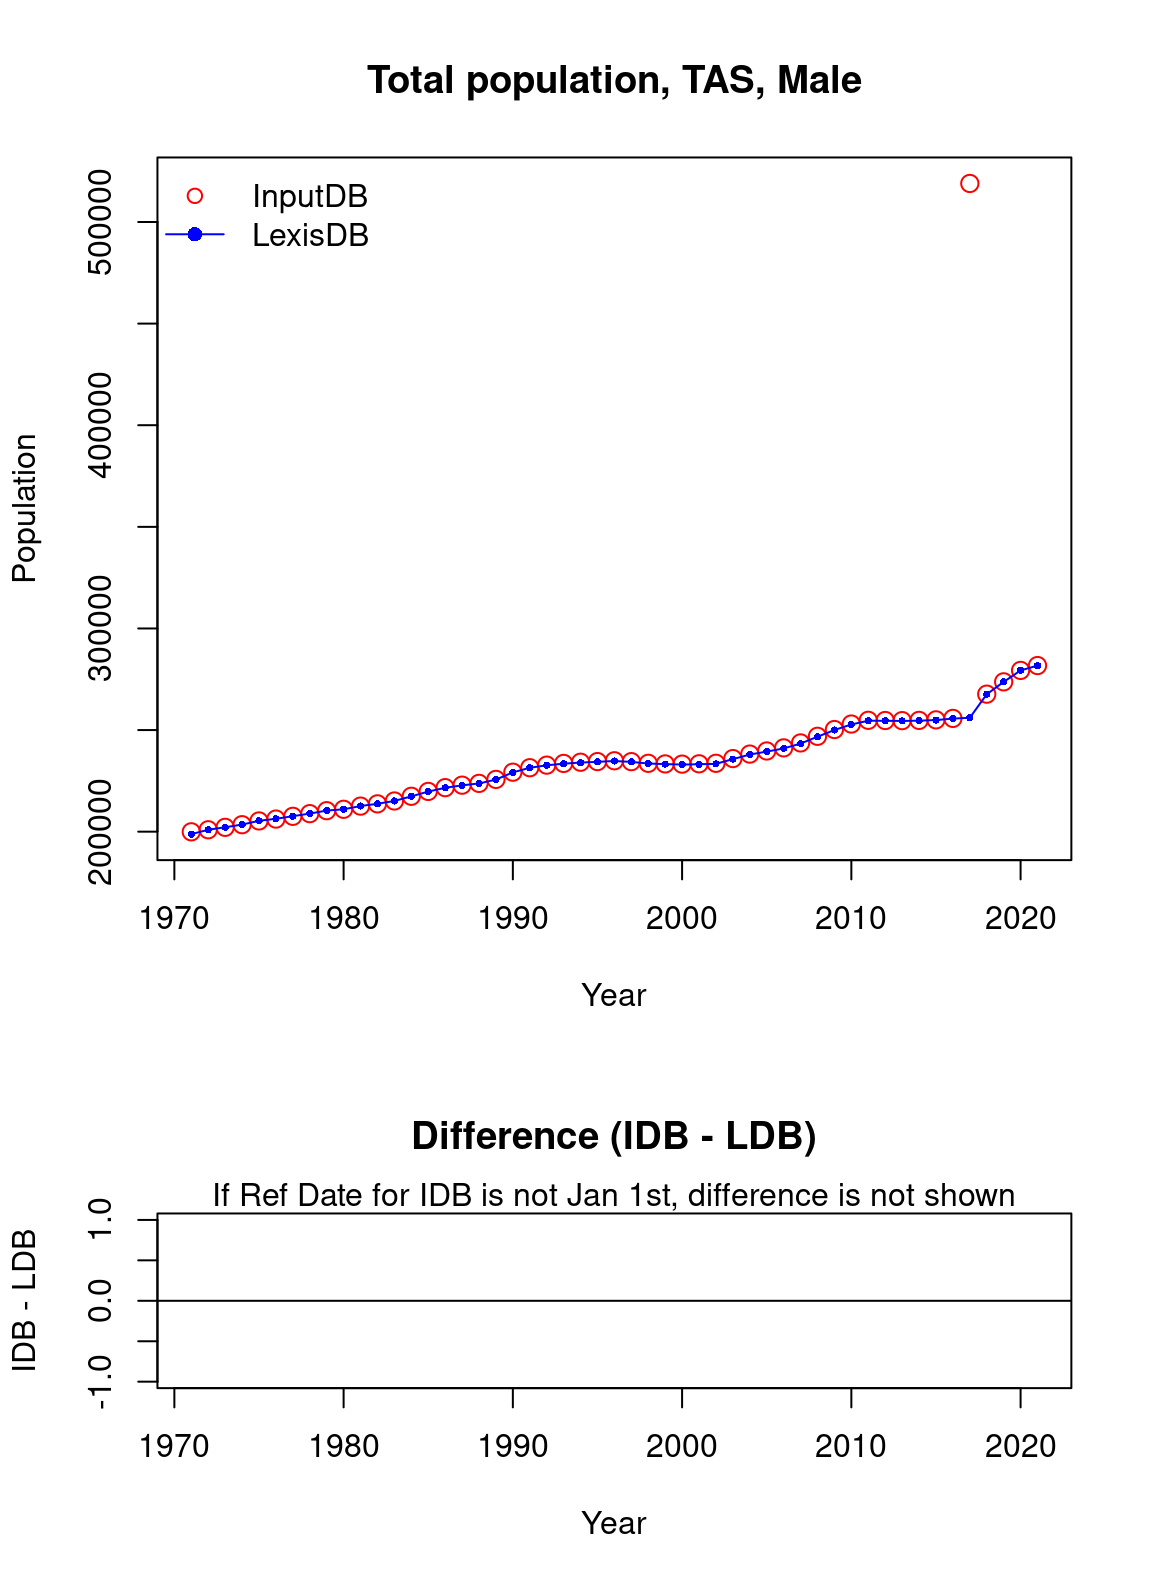 Total population, TAS, Male
InputDB
LexisDB
Population
500000
400000
300000
200000
1970 1980 1990 2000 2010 2020
Year
Difference (IDB - LDB)
If Ref Date for IDB is not Jan 1st, difference is not shown
IDB - LDB
1.0
0.0
-1.0
1970 1980 1990 2000 2010 2020
Year